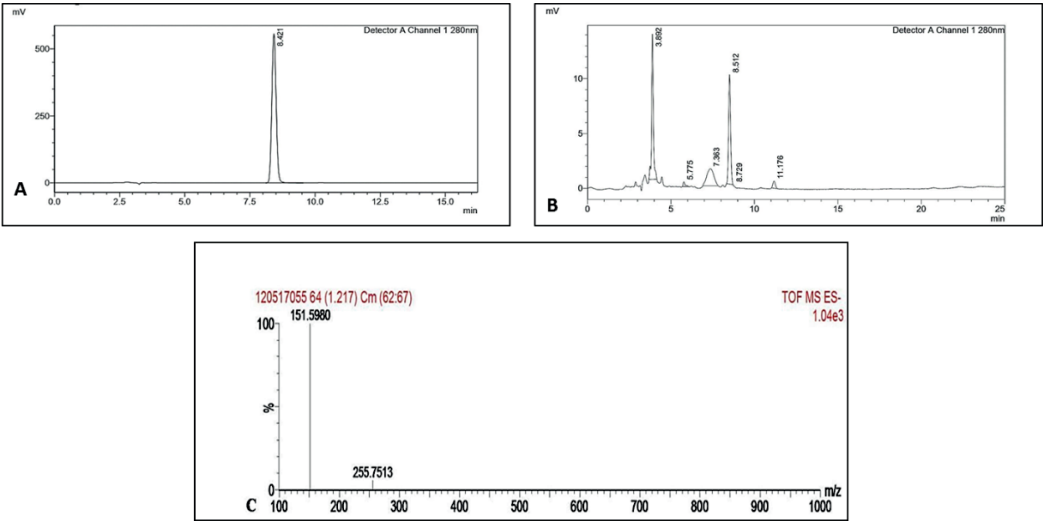 mV
Detector A Channel 1 280nm
8.421
500
250
0
A
0.0 2.5 5.0 7.5 10.0 12.5 15.0
min
mV
Detector A Channel 1 280nm
3.892
8.512
10
5
5.775
7.363
8.729
11.176
0
B
0 5 10 15 20 25
min
120517055 64 (1.217) Cm (62:67)
TOF MS ES-
1.04e3
151.5980
100
%
255.7513
0
C
m/z
100 200 300 400 500 600 700 800 900 1000